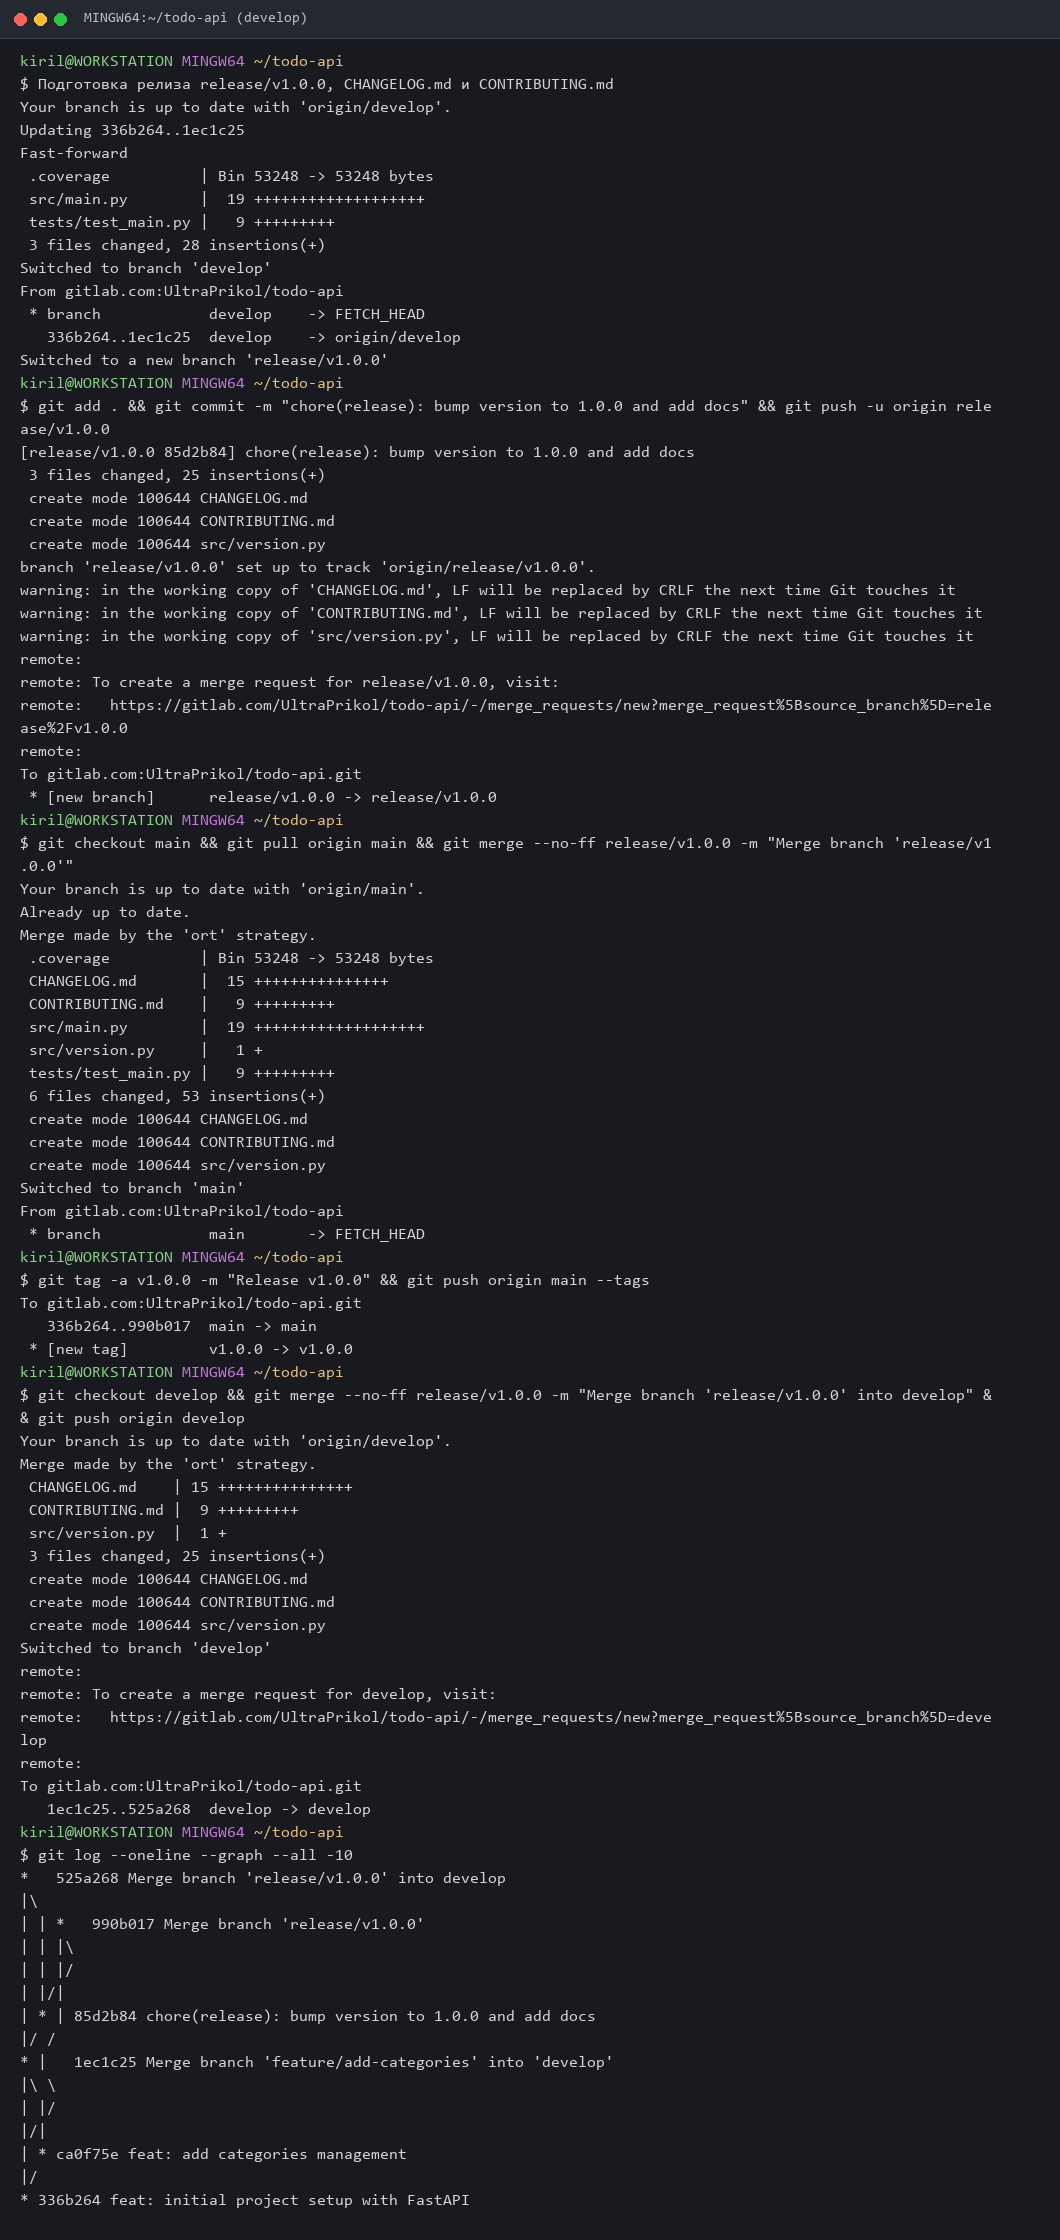 MINGW64:~/todo-api (develop)
kiril@WORKSTATION MINGW64 ~/todo-api
$ Подготовка релиза release/v1.0.0, CHANGELOG.md и CONTRIBUTING.md
Your branch is up to date with 'origin/develop'.
Updating 336b264..1ec1c25
Fast-forward
 .coverage          | Bin 53248 -> 53248 bytes
 src/main.py        |  19 +++++++++++++++++++
 tests/test_main.py |   9 +++++++++
 3 files changed, 28 insertions(+)
Switched to branch 'develop'
From gitlab.com:UltraPrikol/todo-api
 * branch            develop    -> FETCH_HEAD
   336b264..1ec1c25  develop    -> origin/develop
Switched to a new branch 'release/v1.0.0'
kiril@WORKSTATION MINGW64 ~/todo-api
$ git add . && git commit -m "chore(release): bump version to 1.0.0 and add docs" && git push -u origin rele
ase/v1.0.0
[release/v1.0.0 85d2b84] chore(release): bump version to 1.0.0 and add docs
 3 files changed, 25 insertions(+)
 create mode 100644 CHANGELOG.md
 create mode 100644 CONTRIBUTING.md
 create mode 100644 src/version.py
branch 'release/v1.0.0' set up to track 'origin/release/v1.0.0'.
warning: in the working copy of 'CHANGELOG.md', LF will be replaced by CRLF the next time Git touches it
warning: in the working copy of 'CONTRIBUTING.md', LF will be replaced by CRLF the next time Git touches it
warning: in the working copy of 'src/version.py', LF will be replaced by CRLF the next time Git touches it
remote:
remote: To create a merge request for release/v1.0.0, visit:
remote:   https://gitlab.com/UltraPrikol/todo-api/-/merge_requests/new?merge_request%5Bsource_branch%5D=rele
ase%2Fv1.0.0
remote:
To gitlab.com:UltraPrikol/todo-api.git
 * [new branch]      release/v1.0.0 -> release/v1.0.0
kiril@WORKSTATION MINGW64 ~/todo-api
$ git checkout main && git pull origin main && git merge --no-ff release/v1.0.0 -m "Merge branch 'release/v1
.0.0'"
Your branch is up to date with 'origin/main'.
Already up to date.
Merge made by the 'ort' strategy.
 .coverage          | Bin 53248 -> 53248 bytes
 CHANGELOG.md       |  15 +++++++++++++++
 CONTRIBUTING.md    |   9 +++++++++
 src/main.py        |  19 +++++++++++++++++++
 src/version.py     |   1 +
 tests/test_main.py |   9 +++++++++
 6 files changed, 53 insertions(+)
 create mode 100644 CHANGELOG.md
 create mode 100644 CONTRIBUTING.md
 create mode 100644 src/version.py
Switched to branch 'main'
From gitlab.com:UltraPrikol/todo-api
 * branch            main       -> FETCH_HEAD
kiril@WORKSTATION MINGW64 ~/todo-api
$ git tag -a v1.0.0 -m "Release v1.0.0" && git push origin main --tags
To gitlab.com:UltraPrikol/todo-api.git
   336b264..990b017  main -> main
 * [new tag]         v1.0.0 -> v1.0.0
kiril@WORKSTATION MINGW64 ~/todo-api
$ git checkout develop && git merge --no-ff release/v1.0.0 -m "Merge branch 'release/v1.0.0' into develop" &
& git push origin develop
Your branch is up to date with 'origin/develop'.
Merge made by the 'ort' strategy.
 CHANGELOG.md    | 15 +++++++++++++++
 CONTRIBUTING.md |  9 +++++++++
 src/version.py  |  1 +
 3 files changed, 25 insertions(+)
 create mode 100644 CHANGELOG.md
 create mode 100644 CONTRIBUTING.md
 create mode 100644 src/version.py
Switched to branch 'develop'
remote:
remote: To create a merge request for develop, visit:
remote:   https://gitlab.com/UltraPrikol/todo-api/-/merge_requests/new?merge_request%5Bsource_branch%5D=deve
lop
remote:
To gitlab.com:UltraPrikol/todo-api.git
   1ec1c25..525a268  develop -> develop
kiril@WORKSTATION MINGW64 ~/todo-api
$ git log --oneline --graph --all -10
*   525a268 Merge branch 'release/v1.0.0' into develop
|\
| | *   990b017 Merge branch 'release/v1.0.0'
| | |\
| | |/
| |/|
| * | 85d2b84 chore(release): bump version to 1.0.0 and add docs
|/ /
* |   1ec1c25 Merge branch 'feature/add-categories' into 'develop'
|\ \
| |/
|/|
| * ca0f75e feat: add categories management
|/
* 336b264 feat: initial project setup with FastAPI